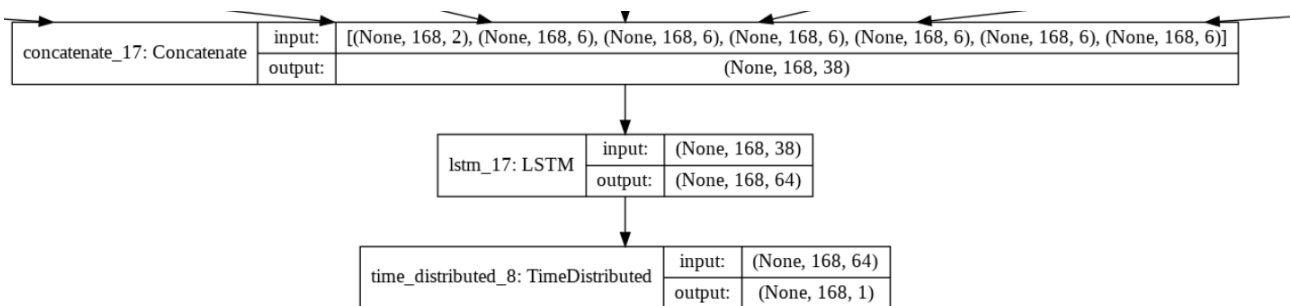 concatenate_17: Concatenate
input: [(None, 168, 2), (None, 168, 6), (None, 168, 6), (None, 168, 6), (None, 168, 6), (None, 168, 6), (None, 168, 6)]
output: (None, 168, 38)
lstm_17: LSTM
input: (None, 168, 38)
output: (None, 168, 64)
time_distributed_8: TimeDistributed
input: (None, 168, 64)
output: (None, 168, 1)